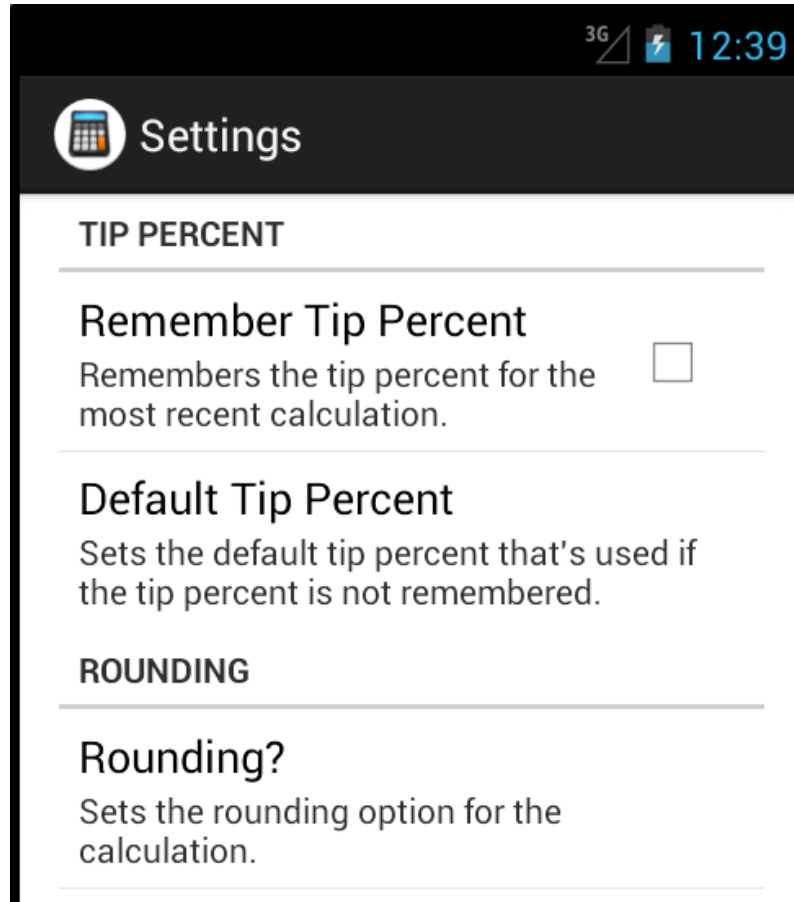 3G 12:39
Settings
TIP PERCENT
Remember Tip Percent
Remembers the tip percent for the
most recent calculation.
Default Tip Percent
Sets the default tip percent that's used if
the tip percent is not remembered.
ROUNDING
Rounding?
Sets the rounding option for the
calculation.